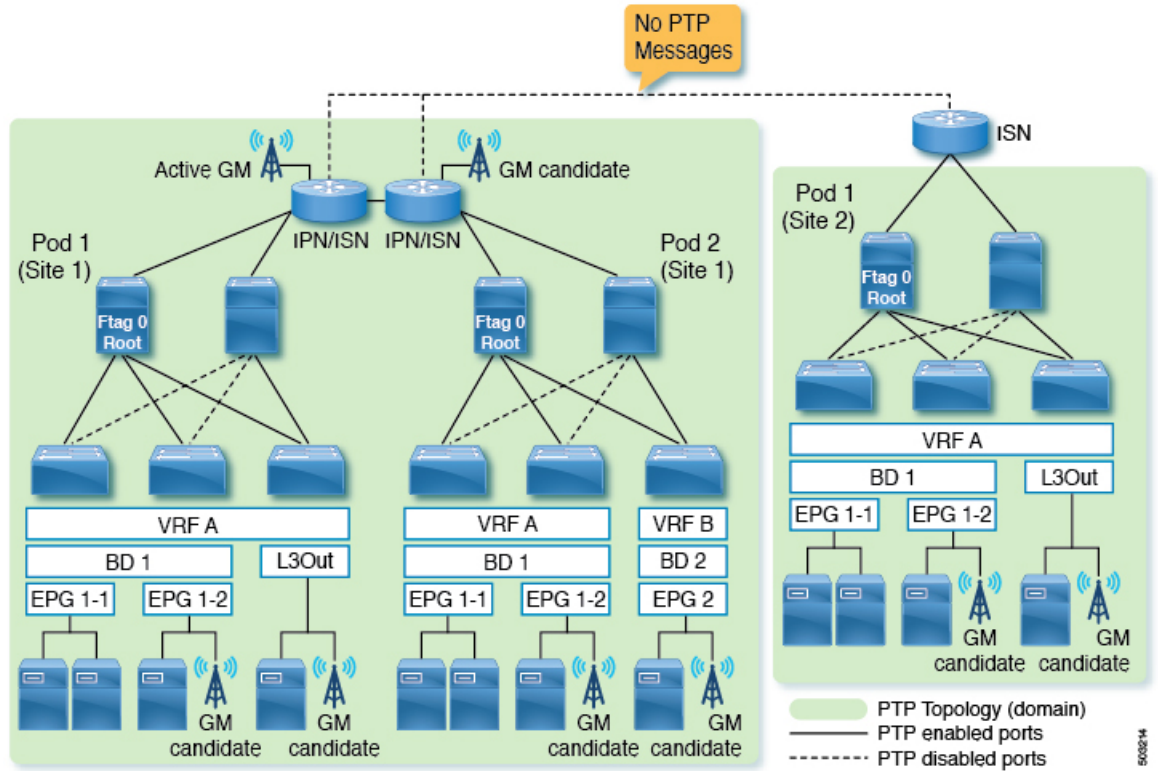 No PTP
Messages
ISN
Active GM
GM candidate
IPN/ISN
IPN/ISN
Pod 1
(Site 1)
Pod 2
(Site 1)
Pod 1
(Site 2)
Ftag 0
Root
Ftag 0
Root
Ftag 0
Root
VRF A
BD 1
L3Out
EPG 1-1
EPG 1-2
GM
candidate
GM
candidate
VRF A
VRF B
BD 1
BD 2
EPG 1-1
EPG 1-2
EPG 2
GM
candidate
GM
candidate
VRF A
BD 1
L3Out
EPG 1-1
EPG 1-2
GM
candidate
GM
candidate
PTP Topology (domain)
PTP enabled ports
PTP disabled ports
503214